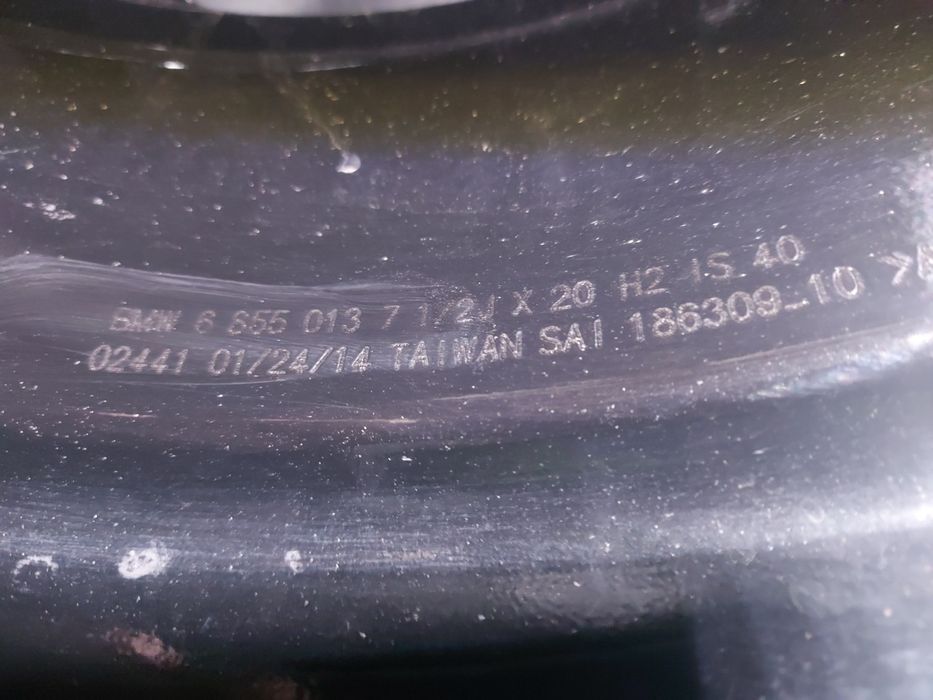 BMW 6 855 013 7 1/2J X 20 H2 IS 40
02441 01/24/14 TAIWAN SAI 186309-10